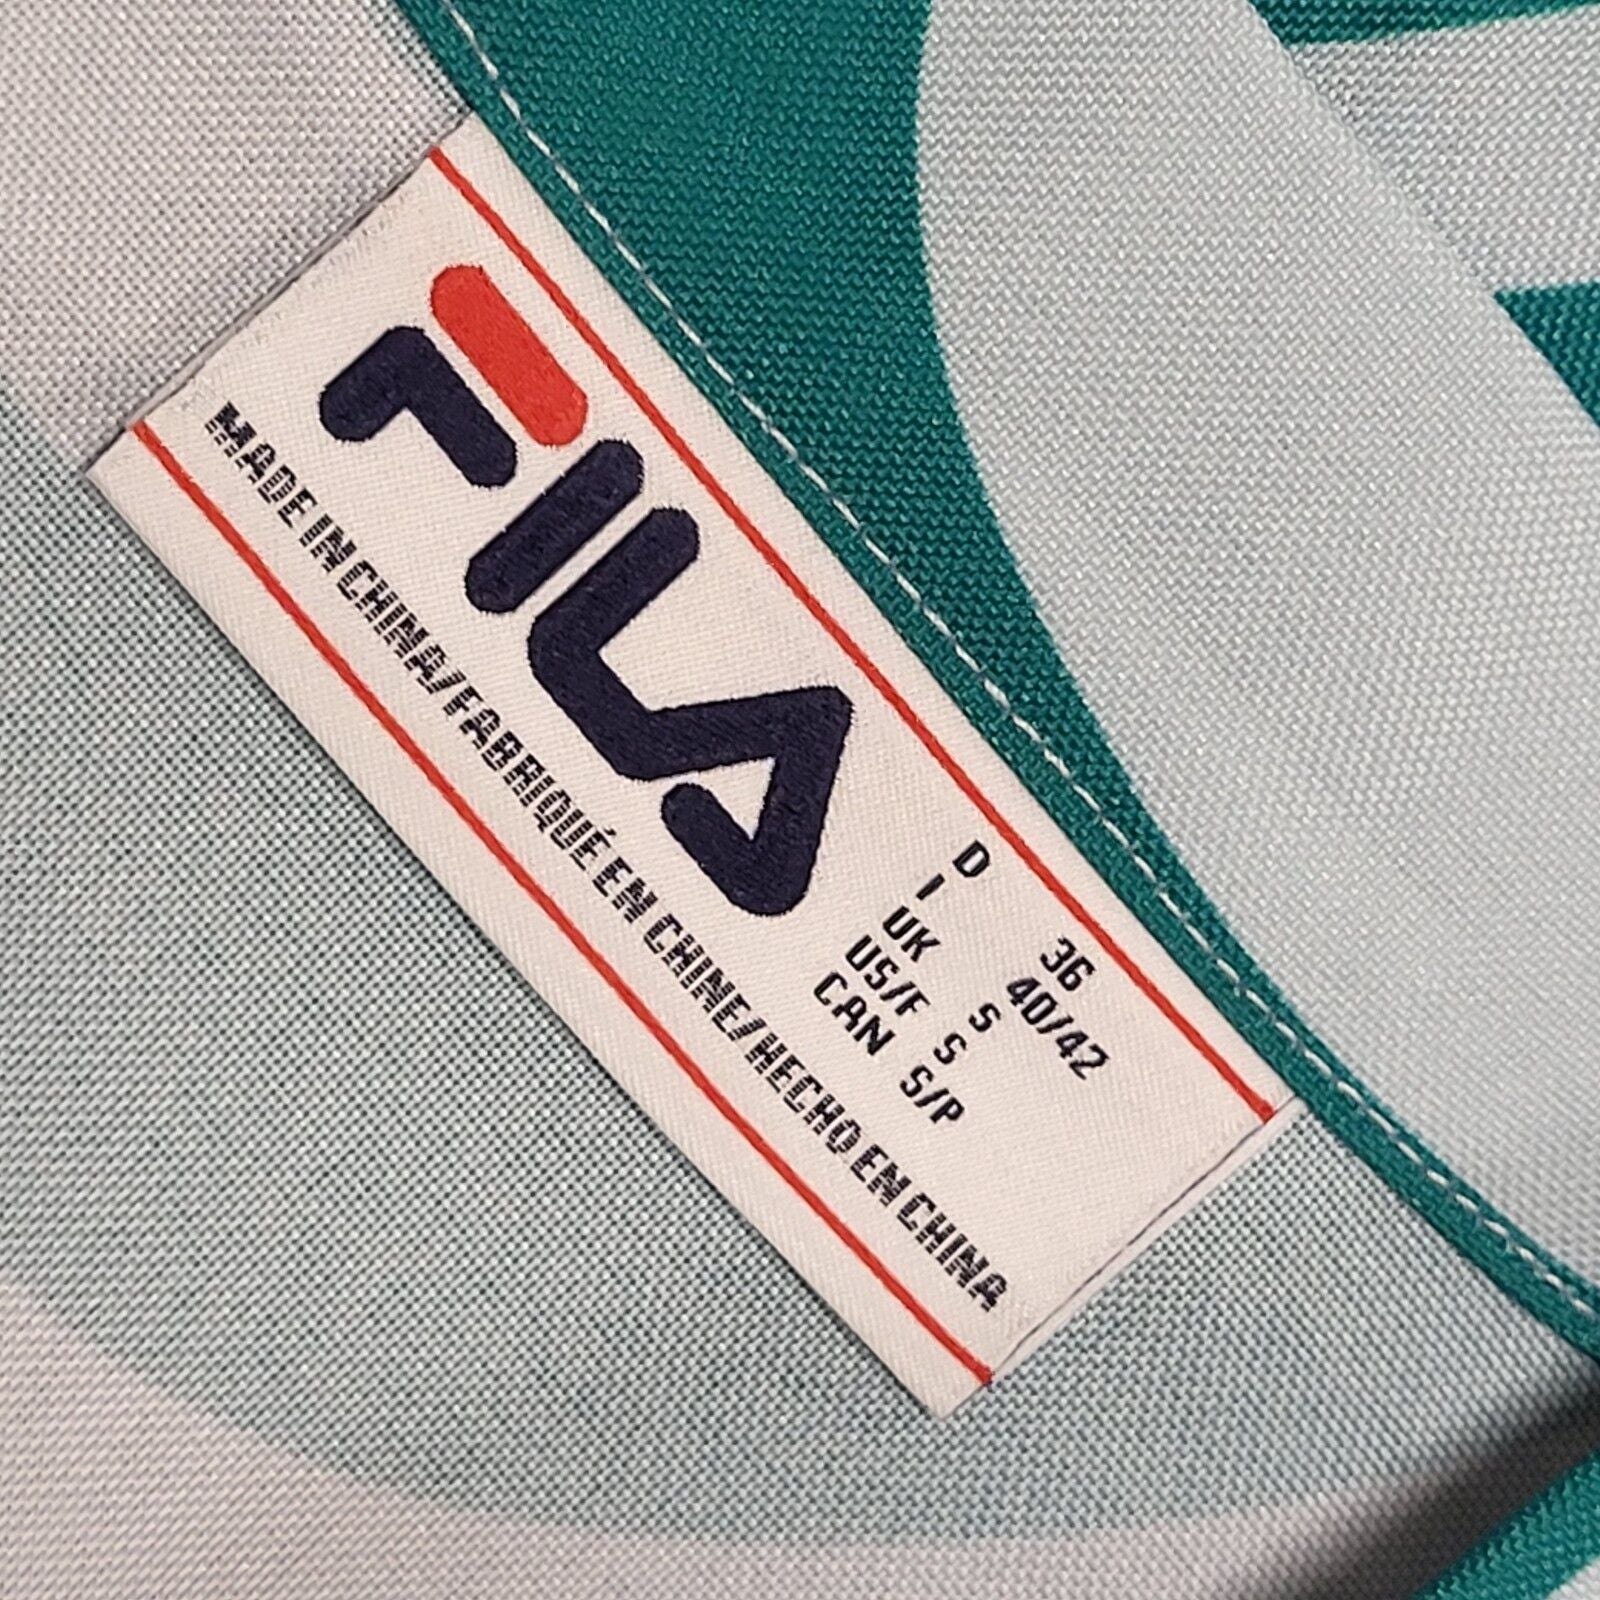 FILA
D 36
I 40/42
UK S
US/F S
CAN S/P
MADE IN CHINA/FABRIQUÉ EN CHINE/HECHO EN CHINA